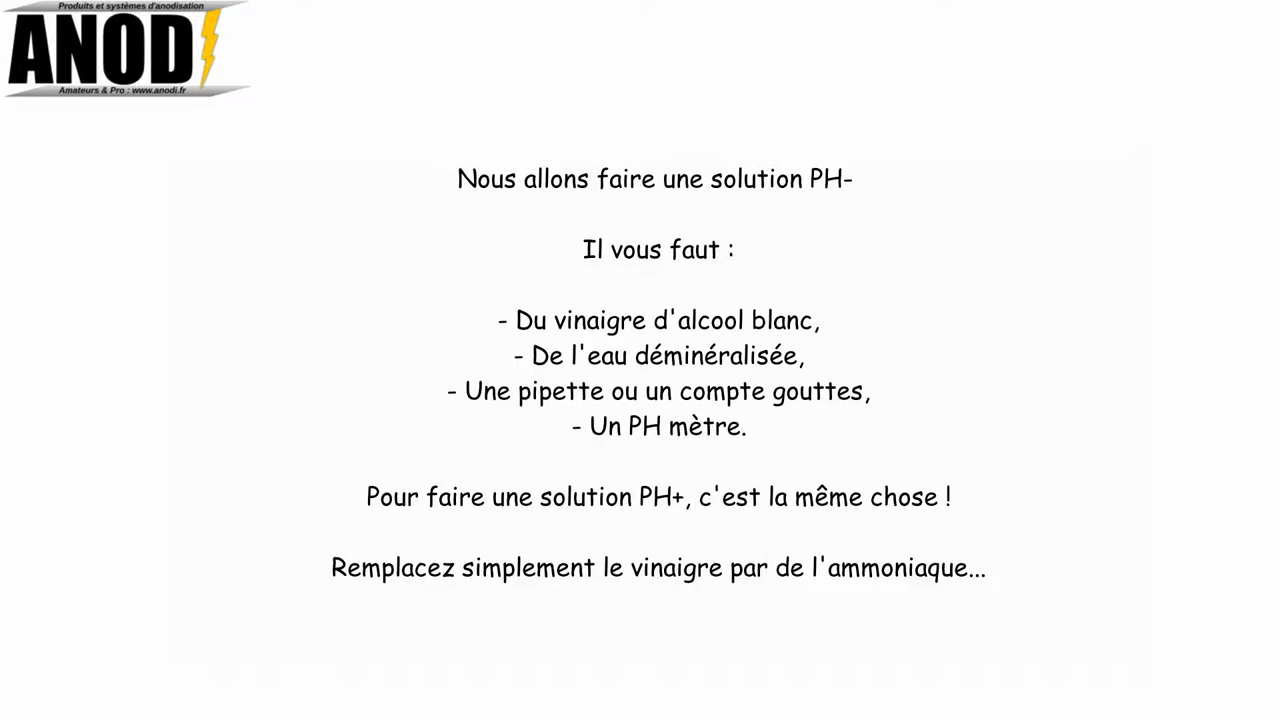 Produits et systèmes d'anodisation
ANODI
Amateurs & Pro : www.anodi.fr
Nous allons faire une solution PH-
Il vous faut :
- Du vinaigre d'alcool blanc,
- De l'eau déminéralisée,
- Une pipette ou un compte gouttes,
- Un PH mètre.
Pour faire une solution PH+, c'est la même chose !
Remplacez simplement le vinaigre par de l'ammoniaque...